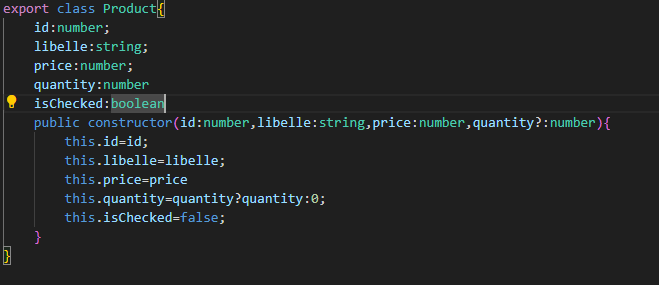 export class Product{
id:number;
libelle:string;
price:number;
quantity:number
isChecked:boolean
public constructor(id:number,libelle:string,price:number,quantity?:number){
this.id=id;
this.libelle=libelle;
this.price=price
this.quantity=quantity?quantity:0;
this.isChecked=false;
}
}